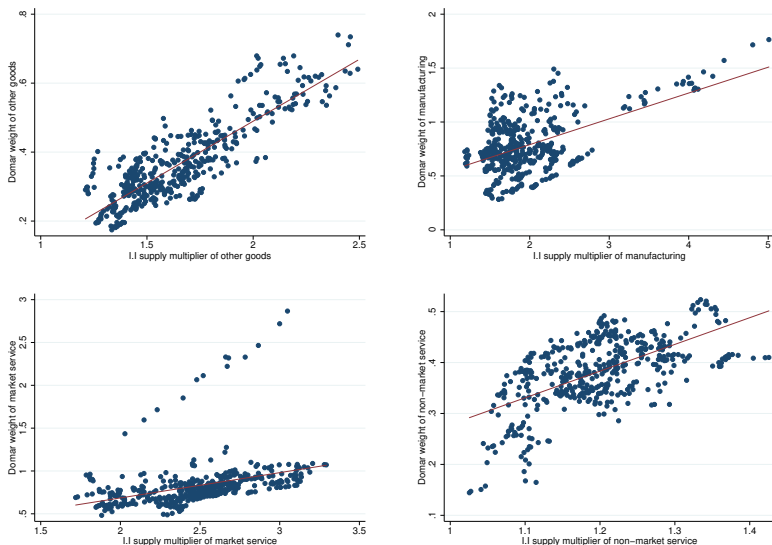 Domar weight of other goods
.2 .4 .6 .8
1 1.5 2 2.5
I.I supply multiplier of other goods
Domar weight of manufacturing
0 .5 1 1.5 2
1 2 3 4 5
I.I supply multiplier of manufacturing
Domar weight of market service
.5 1 1.5 2 2.5 3
1.5 2 2.5 3 3.5
I.I supply multiplier of market service
Domar weight of non−market service
.1 .2 .3 .4 .5
1 1.1 1.2 1.3 1.4
I.I supply multiplier of non−market service